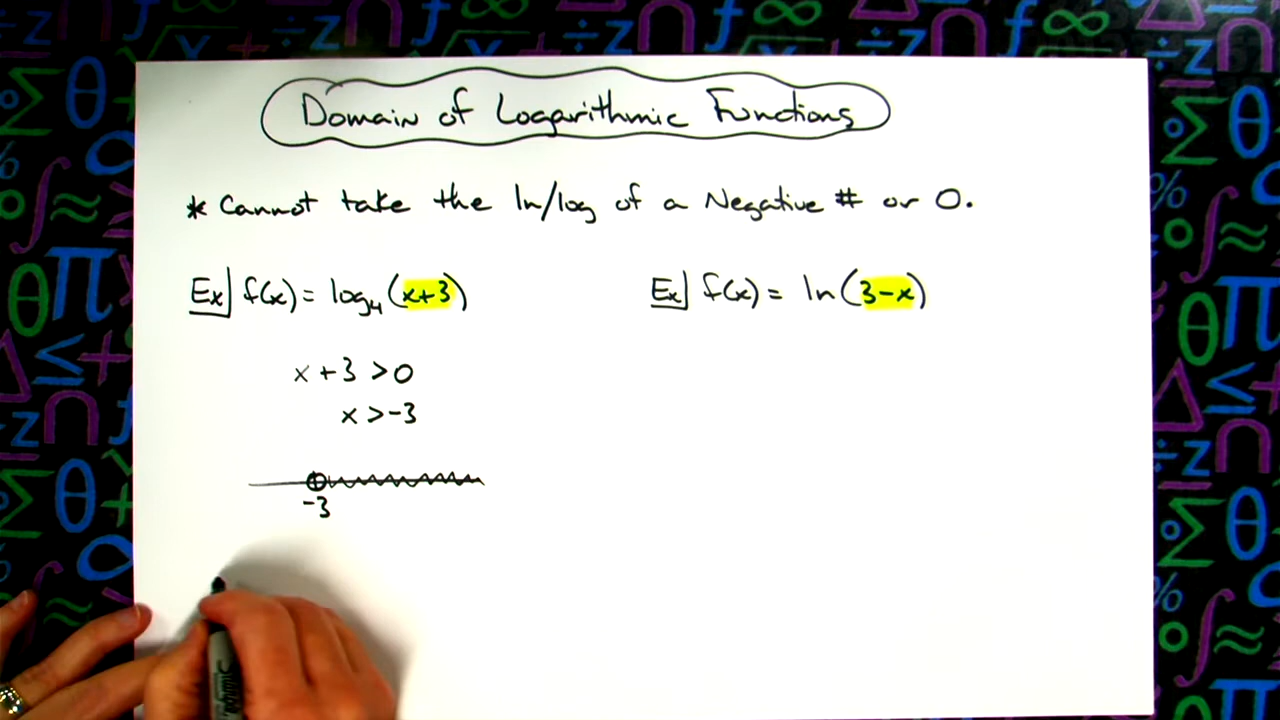 Domain of Logarithmic Functions
* Cannot take the ln/log of a Negative # or 0.
Ex| f(x) = log₄(x+3)
Ex| f(x) = ln(3-x)
x+3 >0
x>-3
-3